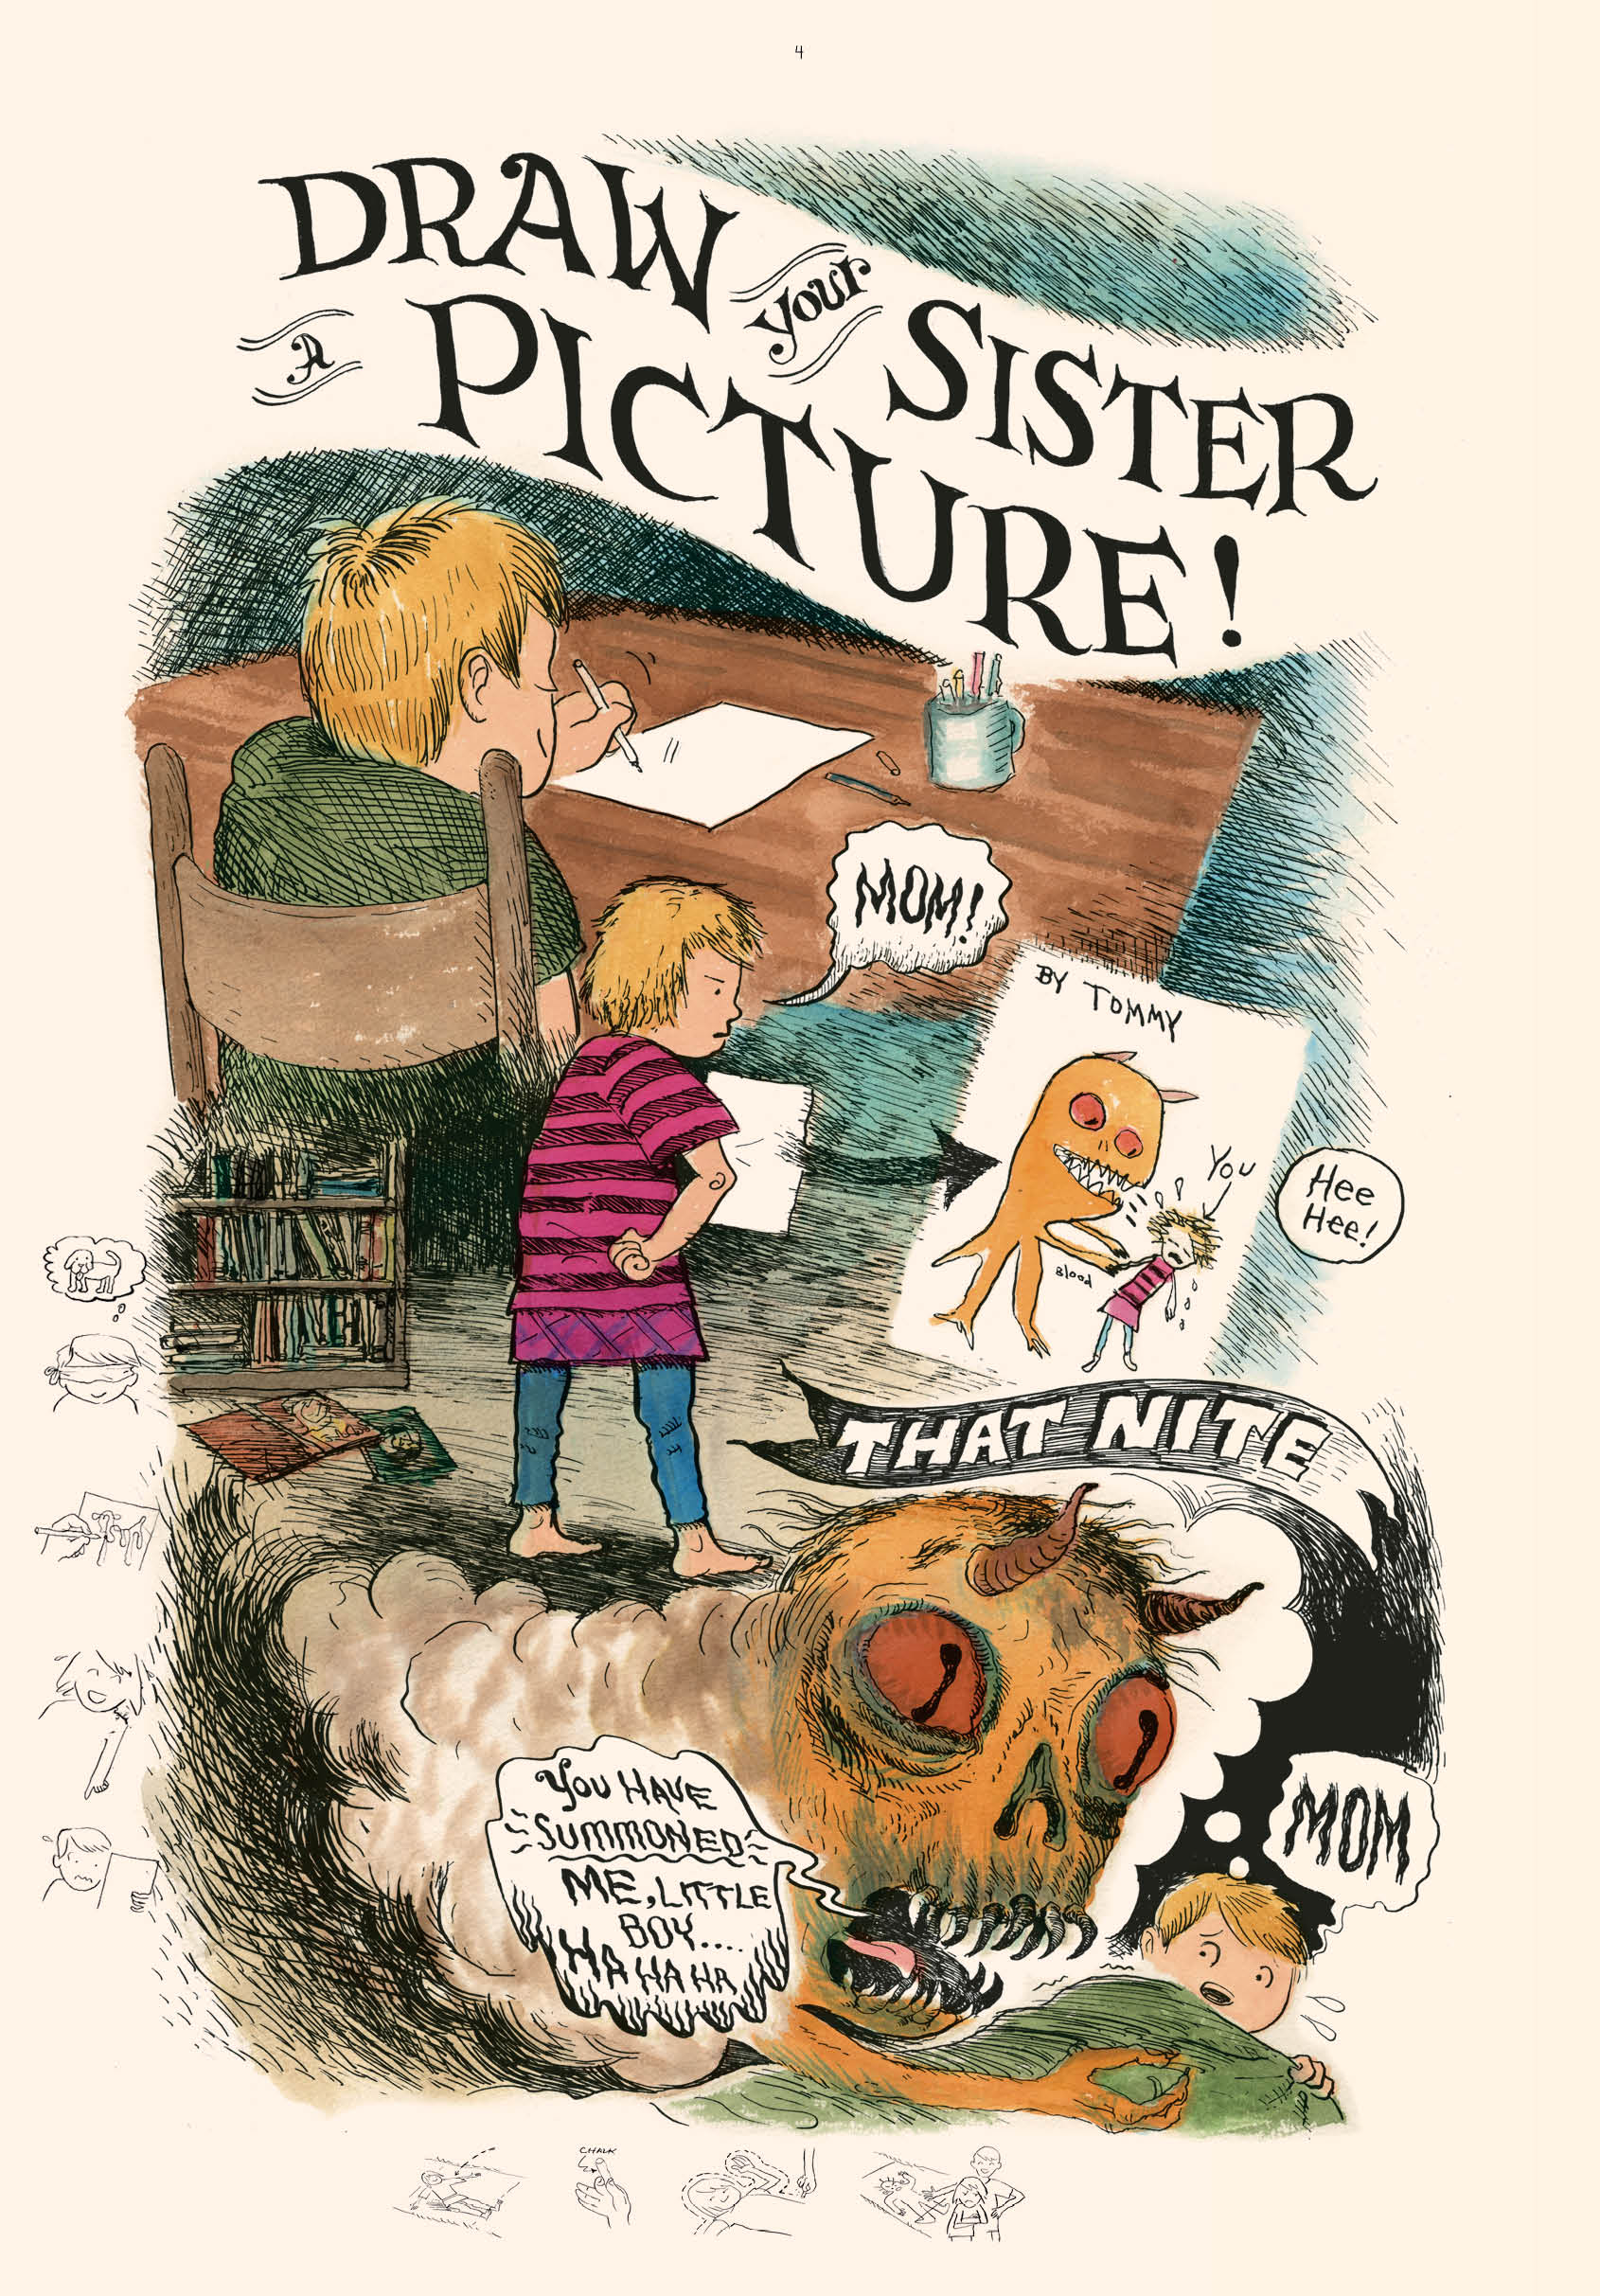 4
DRAW your SISTER
A PICTURE!
MOM!
BY TOMMY
YOU
Hee
Hee!
Blood
THAT NITE
YOU HAVE
SUMMONED
ME, LITTLE
BOY....
HA HA HA
MOM
CHALK